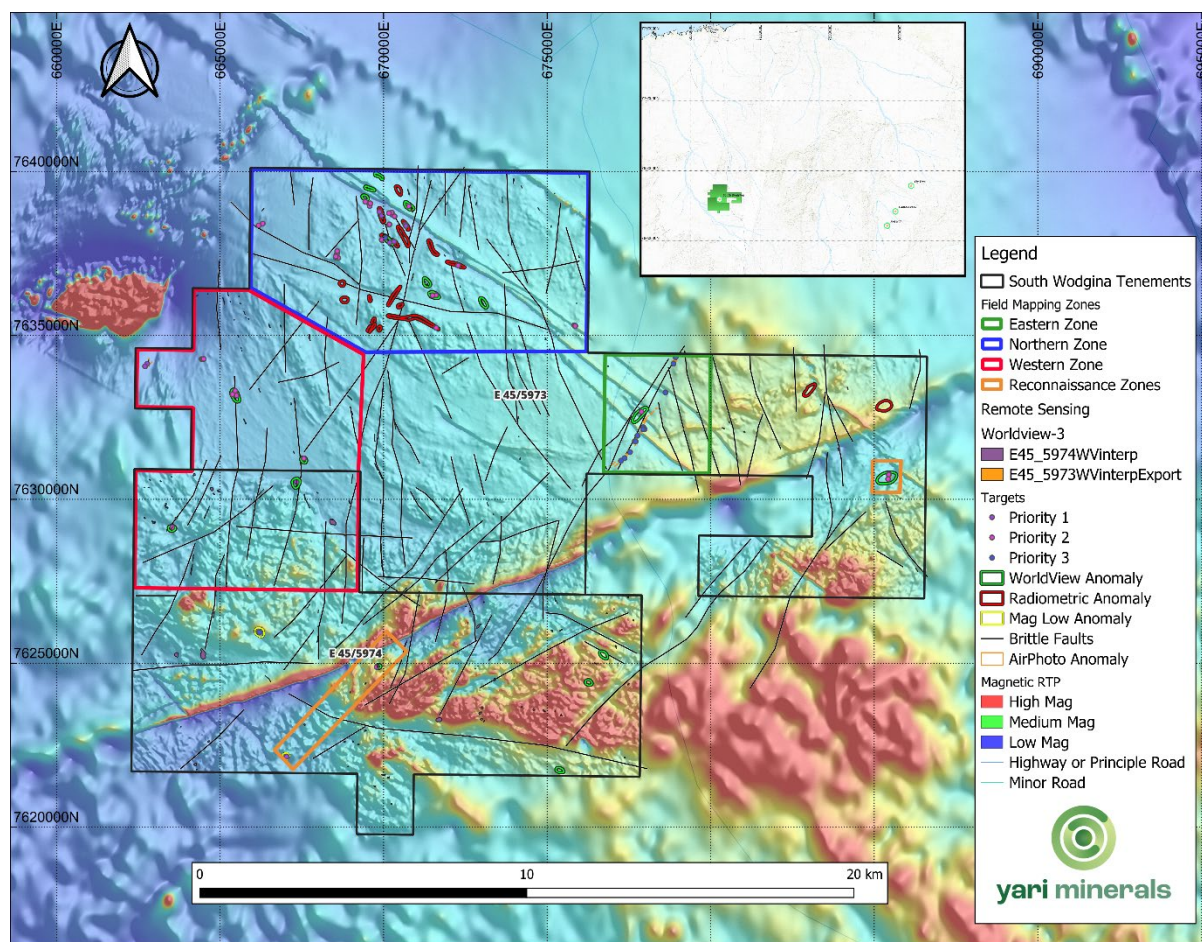 660000E
665000E
670000E
675000E
690000E
7640000N
7635000N
7630000N
7625000N
7620000N
E 45/5973
E 45/5974
0
10
20 km
Legend
South Wodgina Tenements
Field Mapping Zones
Eastern Zone
Northern Zone
Western Zone
Reconnaissance Zones
Remote Sensing
Worldview-3
E45_5974WVinterp
E45_5973WVinterpExport
Targets
Priority 1
Priority 2
Priority 3
WorldView Anomaly
Radiometric Anomaly
Mag Low Anomaly
Brittle Faults
AirPhoto Anomaly
Magnetic RTP
High Mag
Medium Mag
Low Mag
Highway or Principle Road
Minor Road
yari minerals